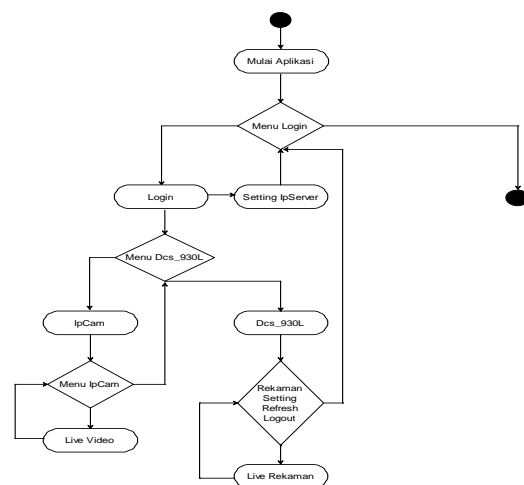 Mulai Aplikasi
Menu Login
Login
Setting IpServer
Menu Dcs_930L
IpCam
Dcs_930L
Menu IpCam
Rekaman
Setting
Refresh
Logout
Live Video
Live Rekaman